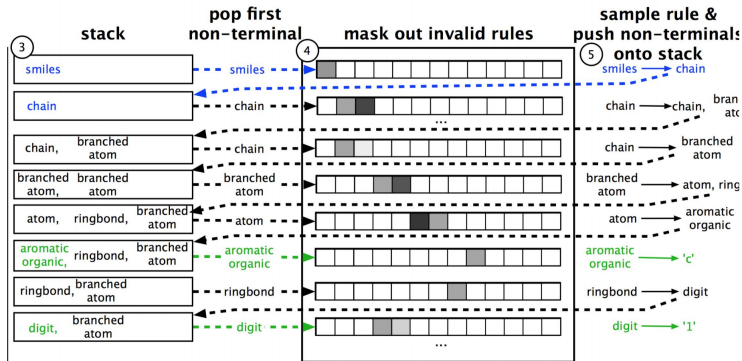 3
stack
pop first
non-terminal
4
mask out invalid rules
5
sample rule &
push non-terminals
onto stack
smiles
smiles
smiles
chain
chain
chain
chain
chain,
...
chain, branched
atom
chain
chain
branched
atom
branched branched
atom, atom
branched
atom
branched
atom
atom,
atom, ringbond, branched
atom
atom
atom
aromatic
organic
aromatic
organic, ringbond, branched
atom
aromatic
organic
aromatic
organic
'c'
ringbond, branched
atom
ringbond
ringbond
digit
digit, branched
atom
digit
digit
'1'
...